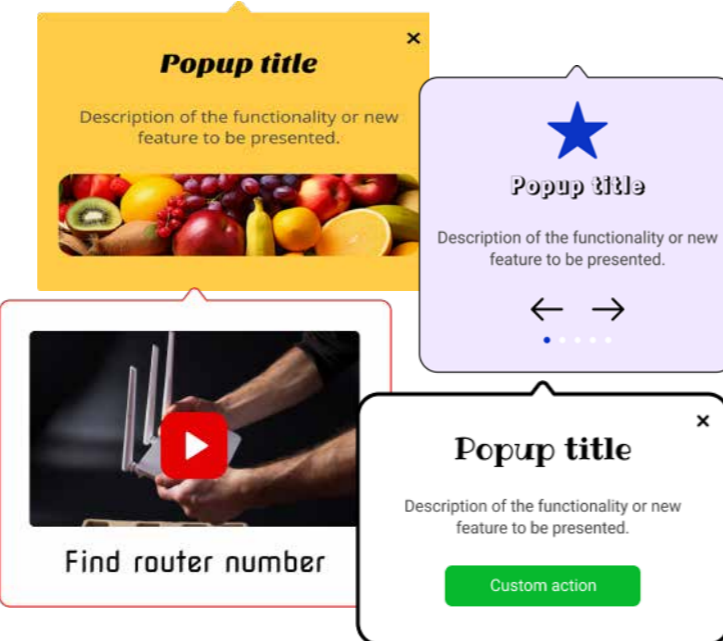 Popup title
Description of the functionality or new
feature to be presented.
Popup title
Description of the functionality or new
feature to be presented.
Find router number
Popup title
Description of the functionality or new
feature to be presented.
Custom action